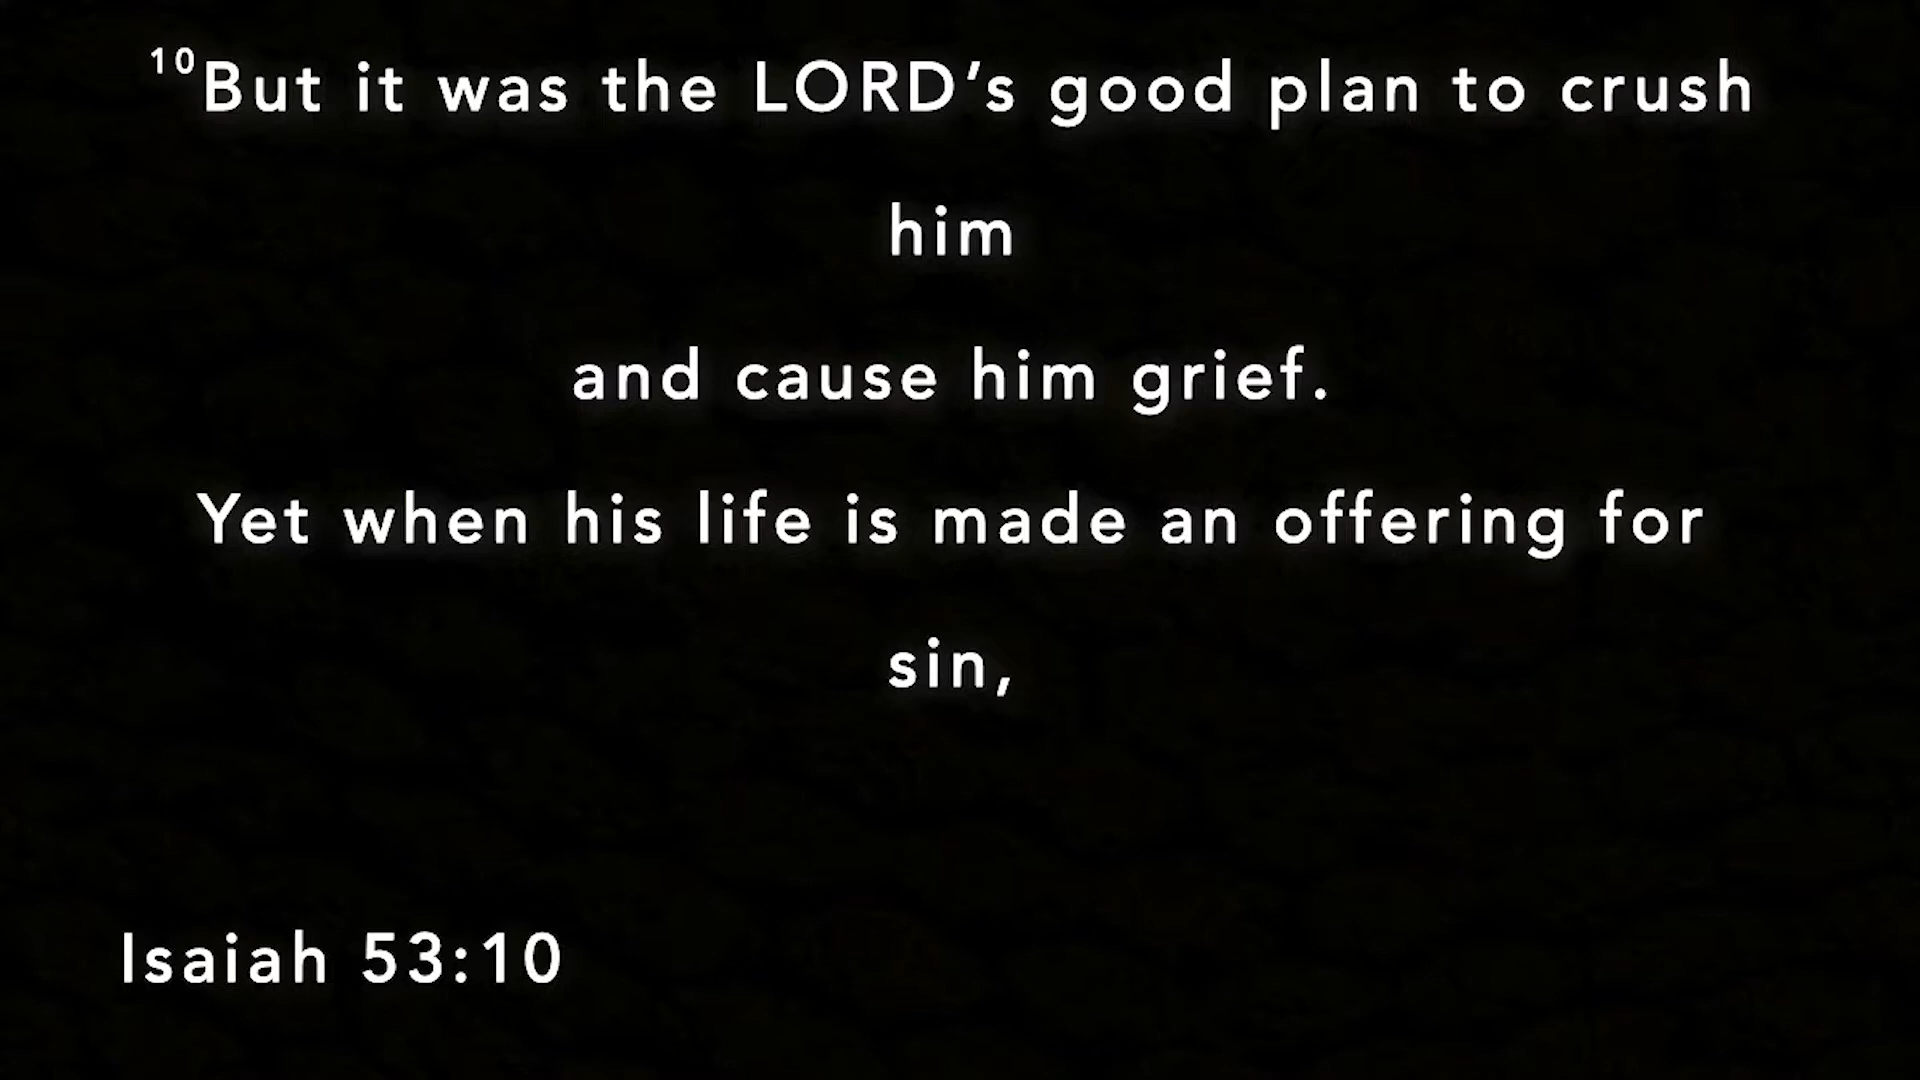 10But it was the LORD’s good plan to crush
him
and cause him grief.
Yet when his life is made an offering for
sin,
Isaiah 53:10